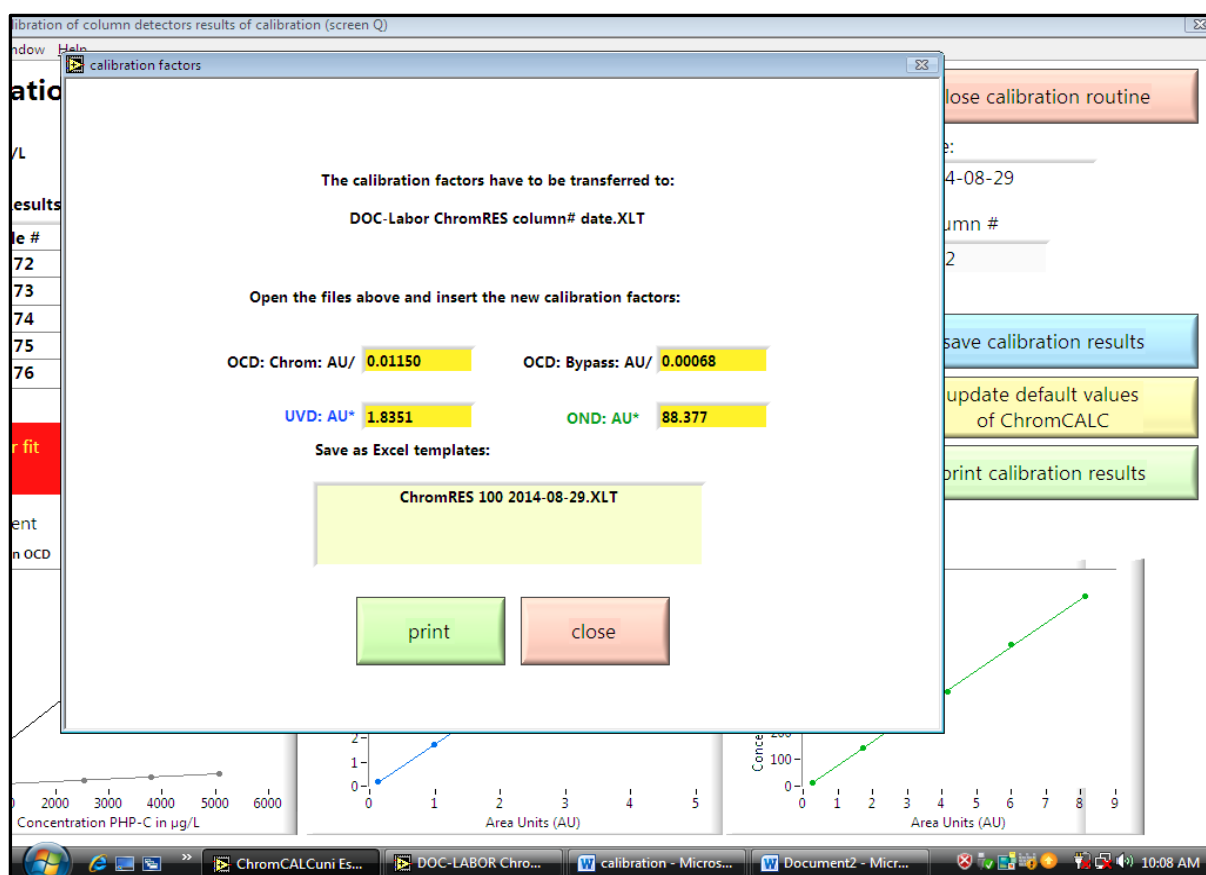 libration of column detectors results of calibration (screen Q)
ndow Help
calibration factors
atio
lose calibration routine
/L
e:
4-08-29
The calibration factors have to be transferred to:
esults
DOC-Labor ChromRES column# date.XLT
umn #
le #
2
72
73
Open the files above and insert the new calibration factors:
74
75
save calibration results
76
OCD: Chrom: AU/ 0.01150 OCD: Bypass: AU/ 0.00068
update default values
of ChromCALC
UVD: AU* 1.8351 OND: AU* 88.377
r fit
Save as Excel templates:
print calibration results
ChromRES 100 2014-08-29.XLT
ent
n OCD
print close
2
1
0
0 1 2 3 4 5
Area Units (AU)
Conce
200
100
0
0 1 2 3 4 5 6 7 8 9
Area Units (AU)
0 2000 3000 4000 5000 6000
Concentration PHP-C in µg/L
ChromCALCuni Es... DOC-LABOR Chro... calibration - Micros... Document2 - Micr... 10:08 AM